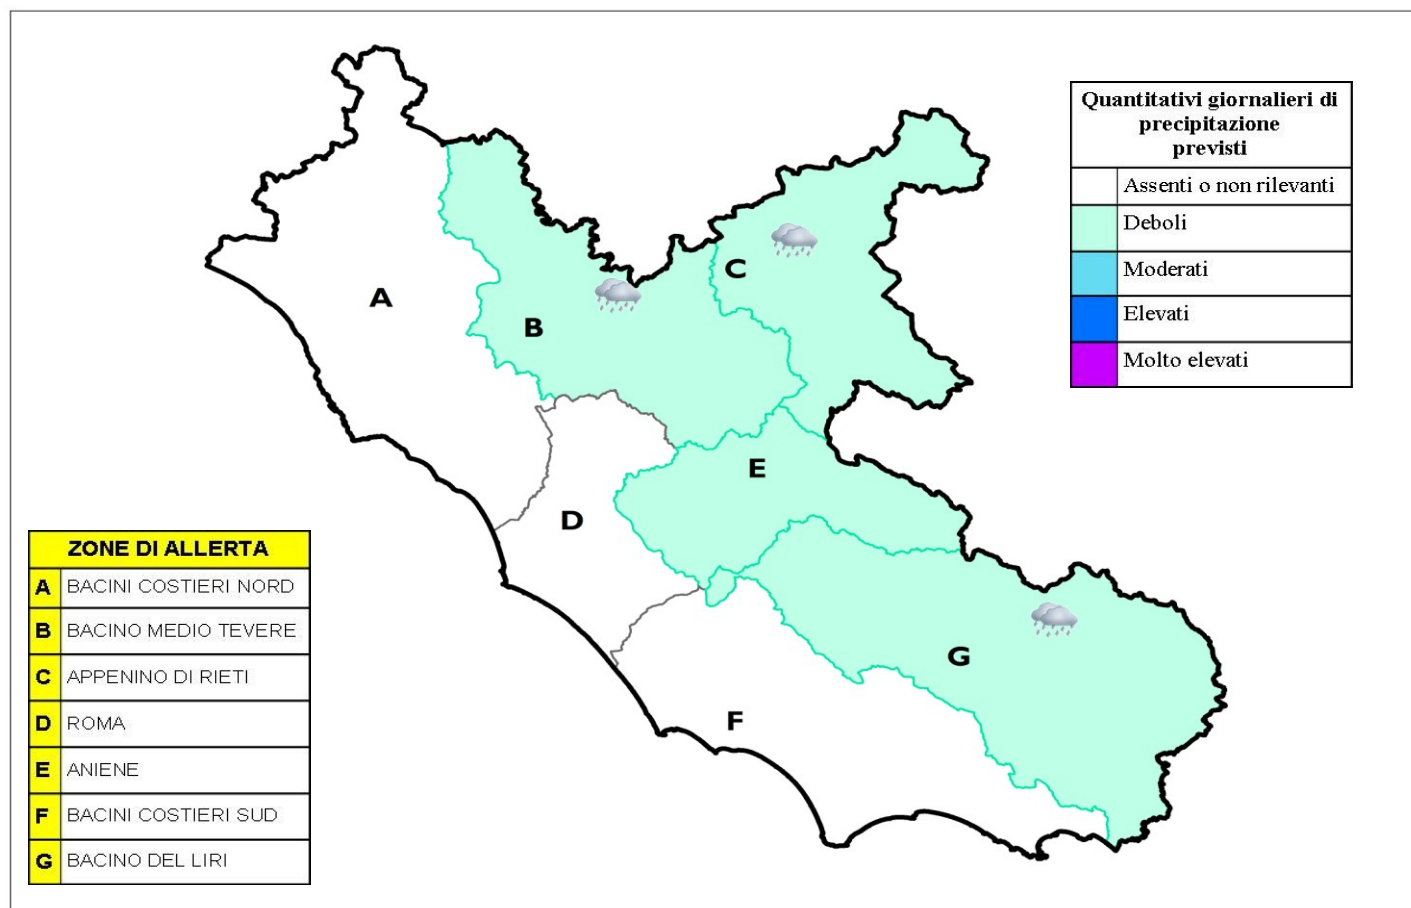 Quantitativi giornalieri di
precipitazione
previsti
Assenti o non rilevanti
Deboli
Moderati
Elevati
Molto elevati
A
B
C
D
E
F
G
ZONE DI ALLERTA
A BACINI COSTIERI NORD
B BACINO MEDIO TEVERE
C APPENINO DI RIETI
D ROMA
E ANIENE
F BACINI COSTIERI SUD
G BACINO DEL LIRI